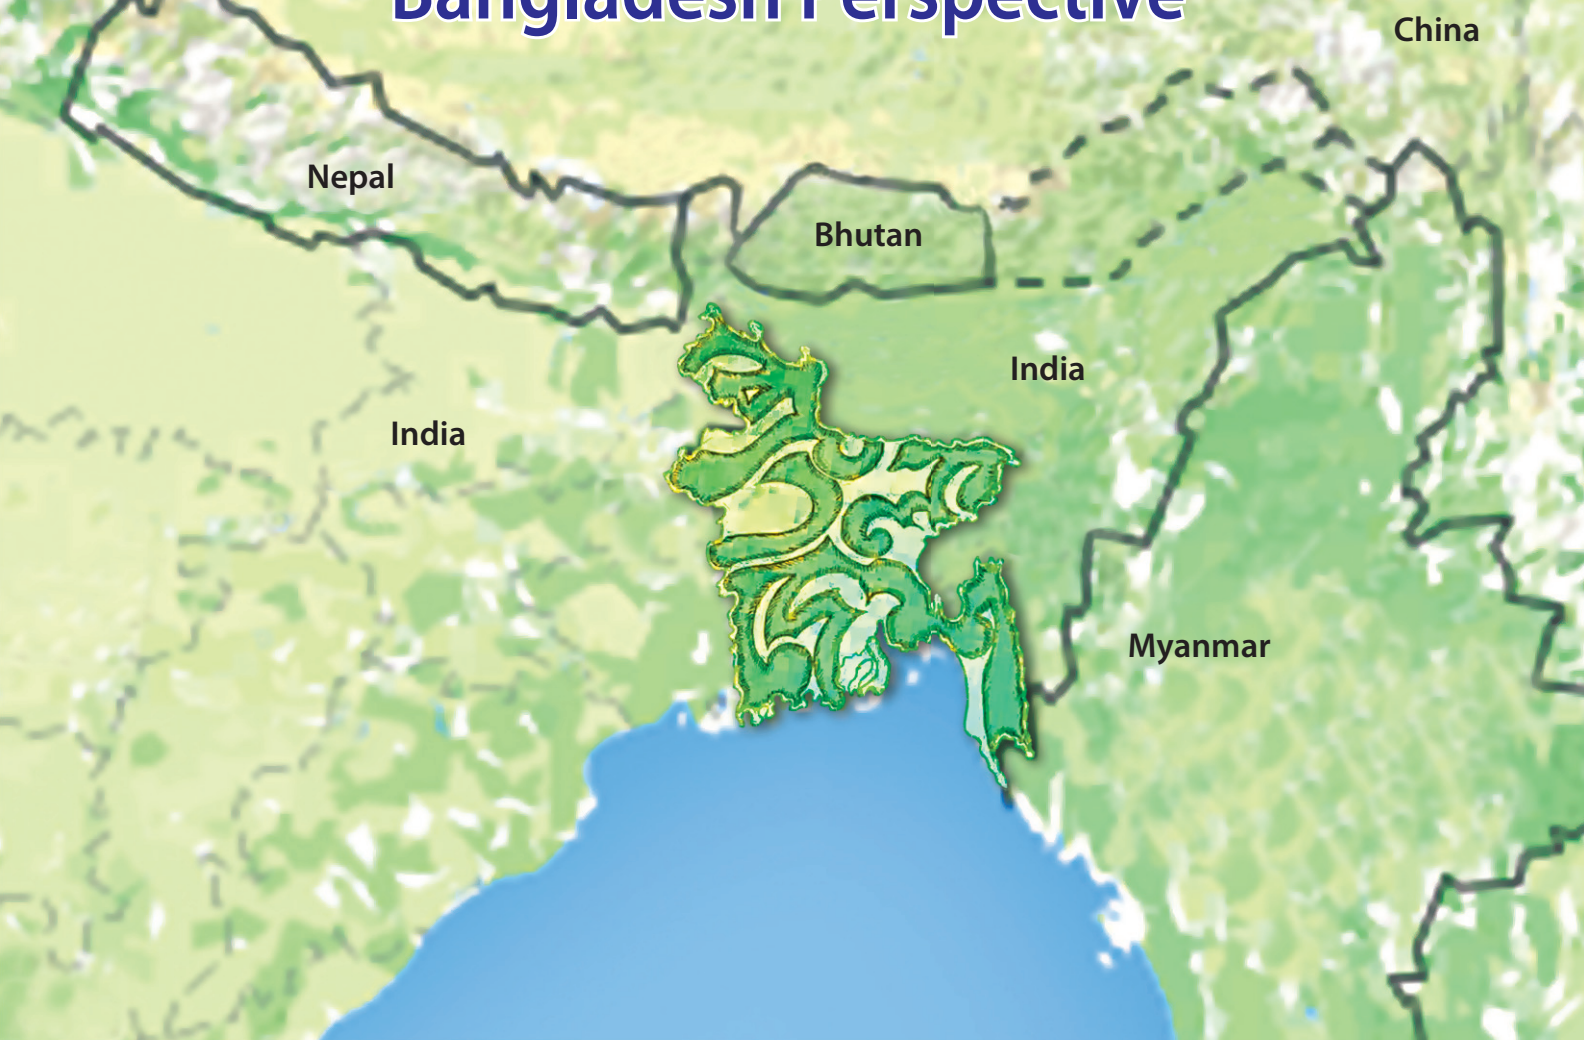 Bangladesh Perspective
China
Nepal
Bhutan
India
India
Myanmar